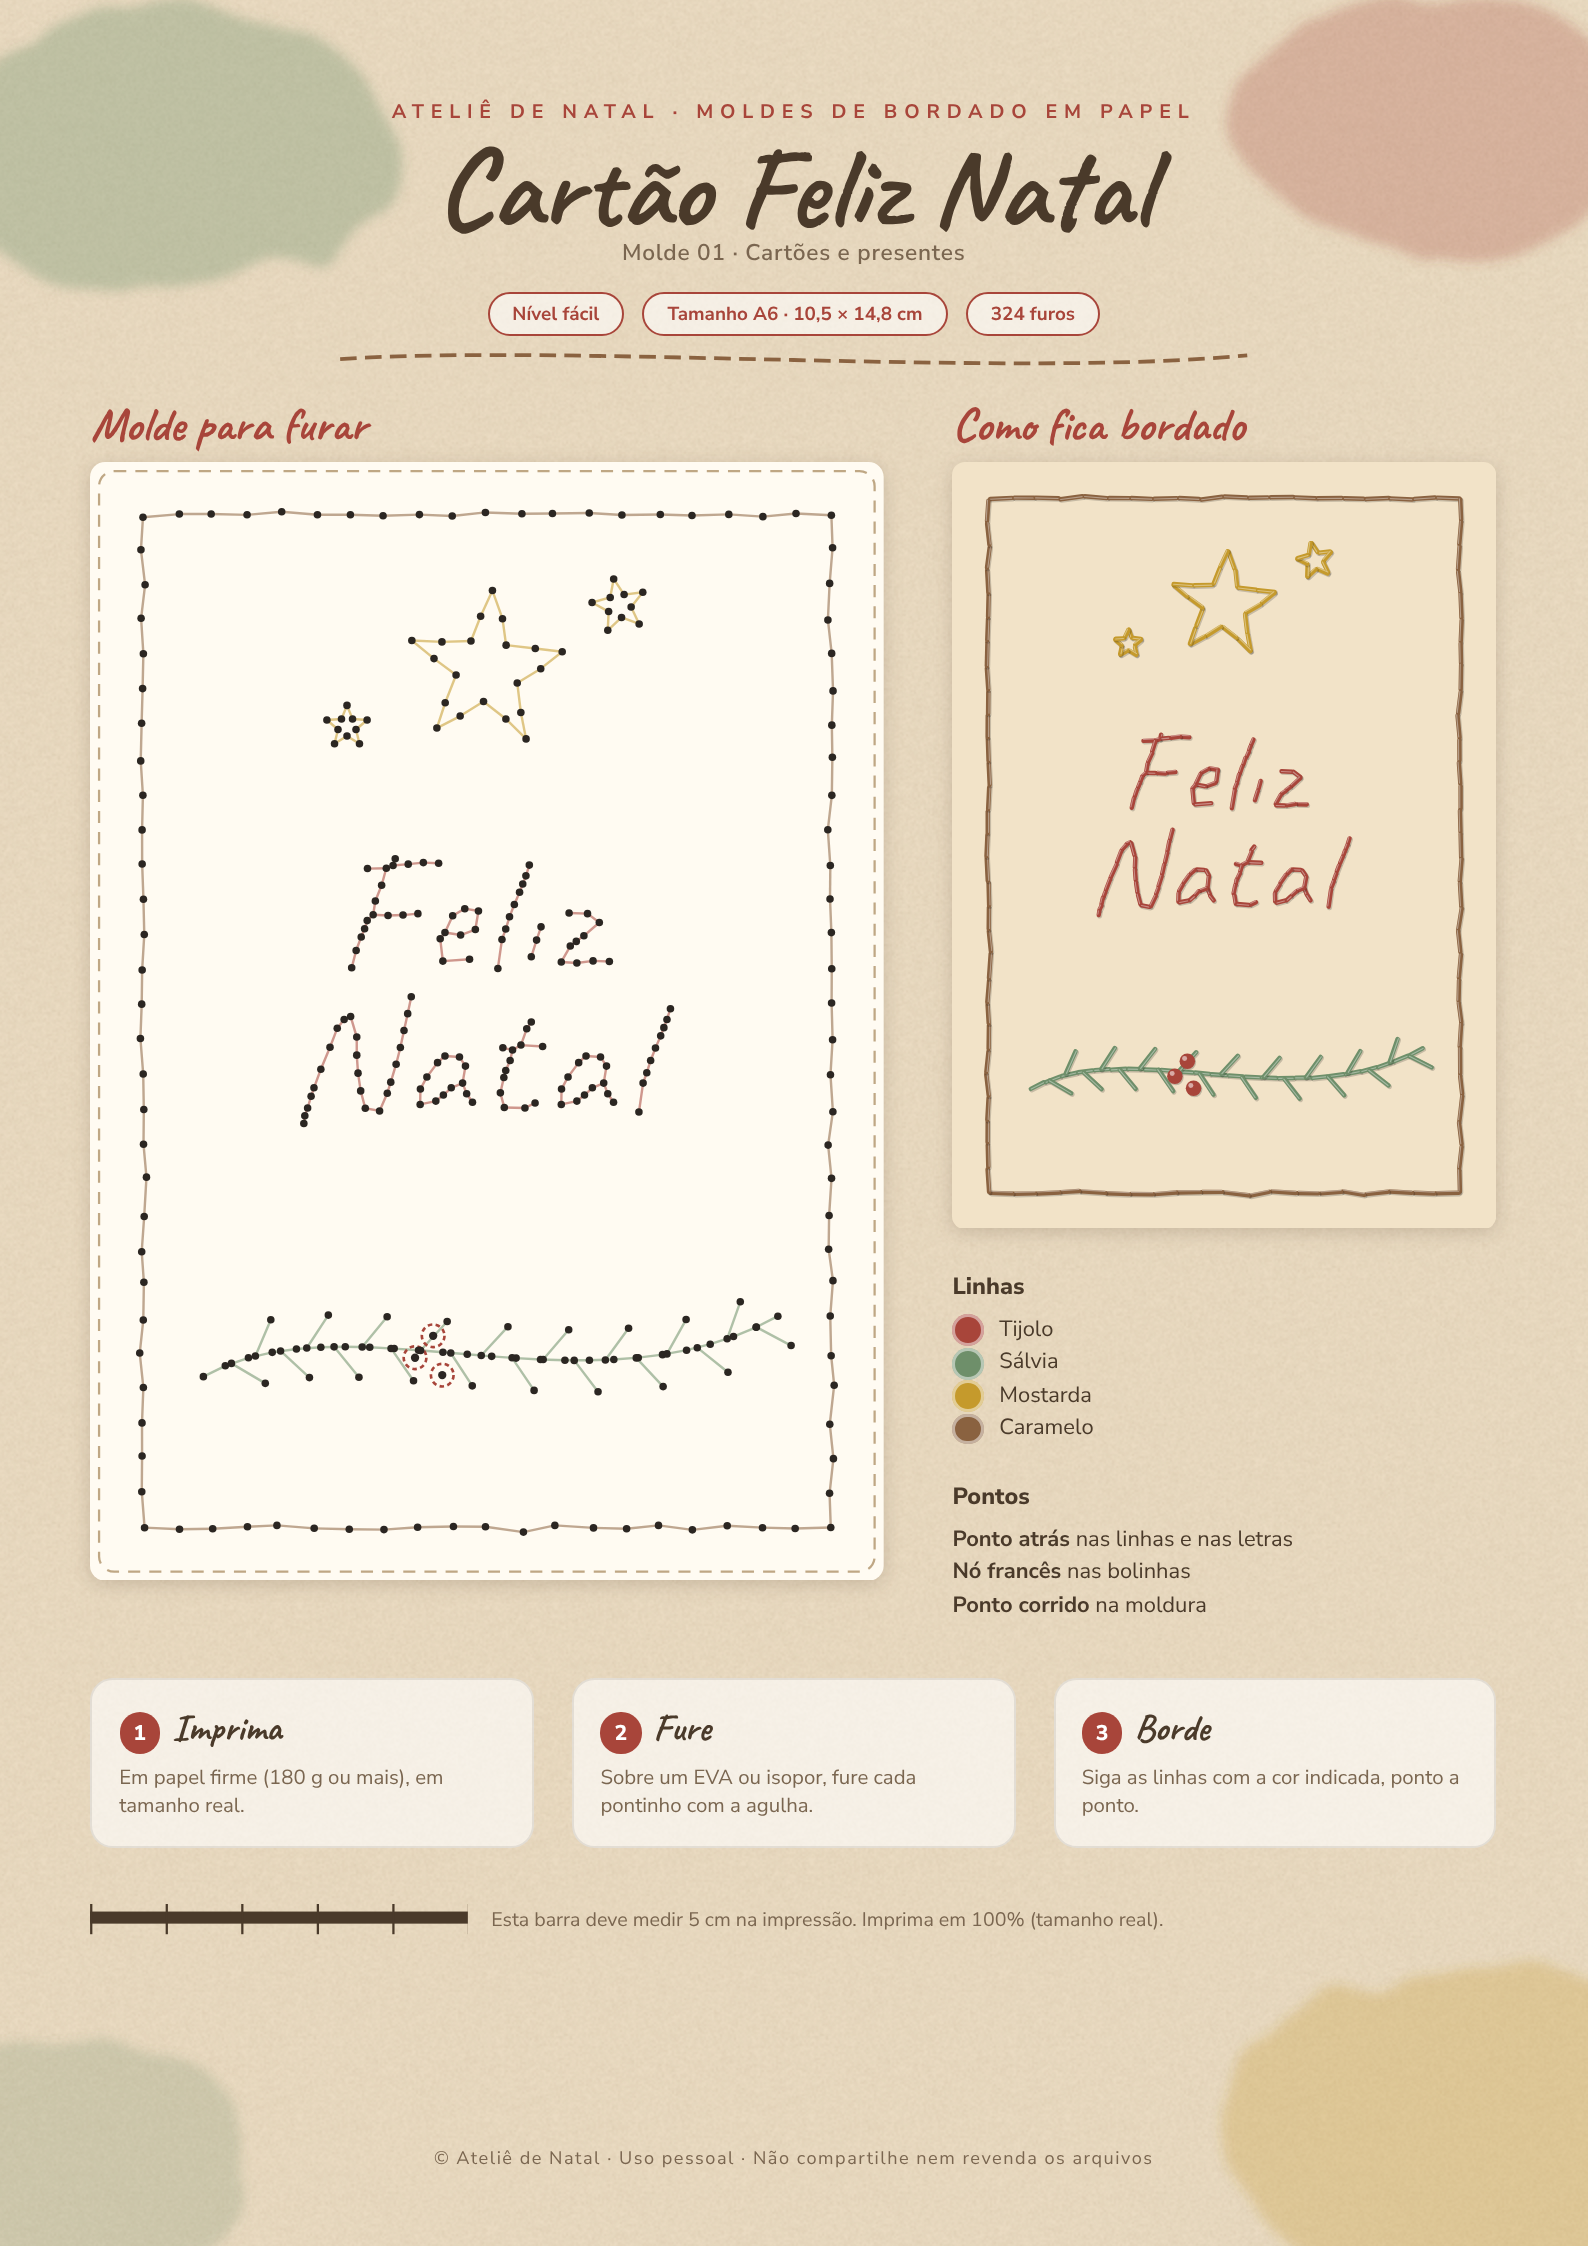 ATELIÊ DE NATAL · MOLDES DE BORDADO EM PAPEL
Cartão Feliz Natal
Molde 01 · Cartões e presentes
Nível fácil
Tamanho A6 · 10,5 × 14,8 cm
324 furos
Molde para furar
Feliz
Natal
Como fica bordado
Feliz
Natal
Linhas
Tijolo
Sálvia
Mostarda
Caramelo
Pontos
Ponto atrás nas linhas e nas letras
Nó francês nas bolinhas
Ponto corrido na moldura
1 Imprima
Em papel firme (180 g ou mais), em
tamanho real.
2 Fure
Sobre um EVA ou isopor, fure cada
pontinho com a agulha.
3 Borde
Siga as linhas com a cor indicada, ponto a
ponto.
Esta barra deve medir 5 cm na impressão. Imprima em 100% (tamanho real).
© Ateliê de Natal · Uso pessoal · Não compartilhe nem revenda os arquivos